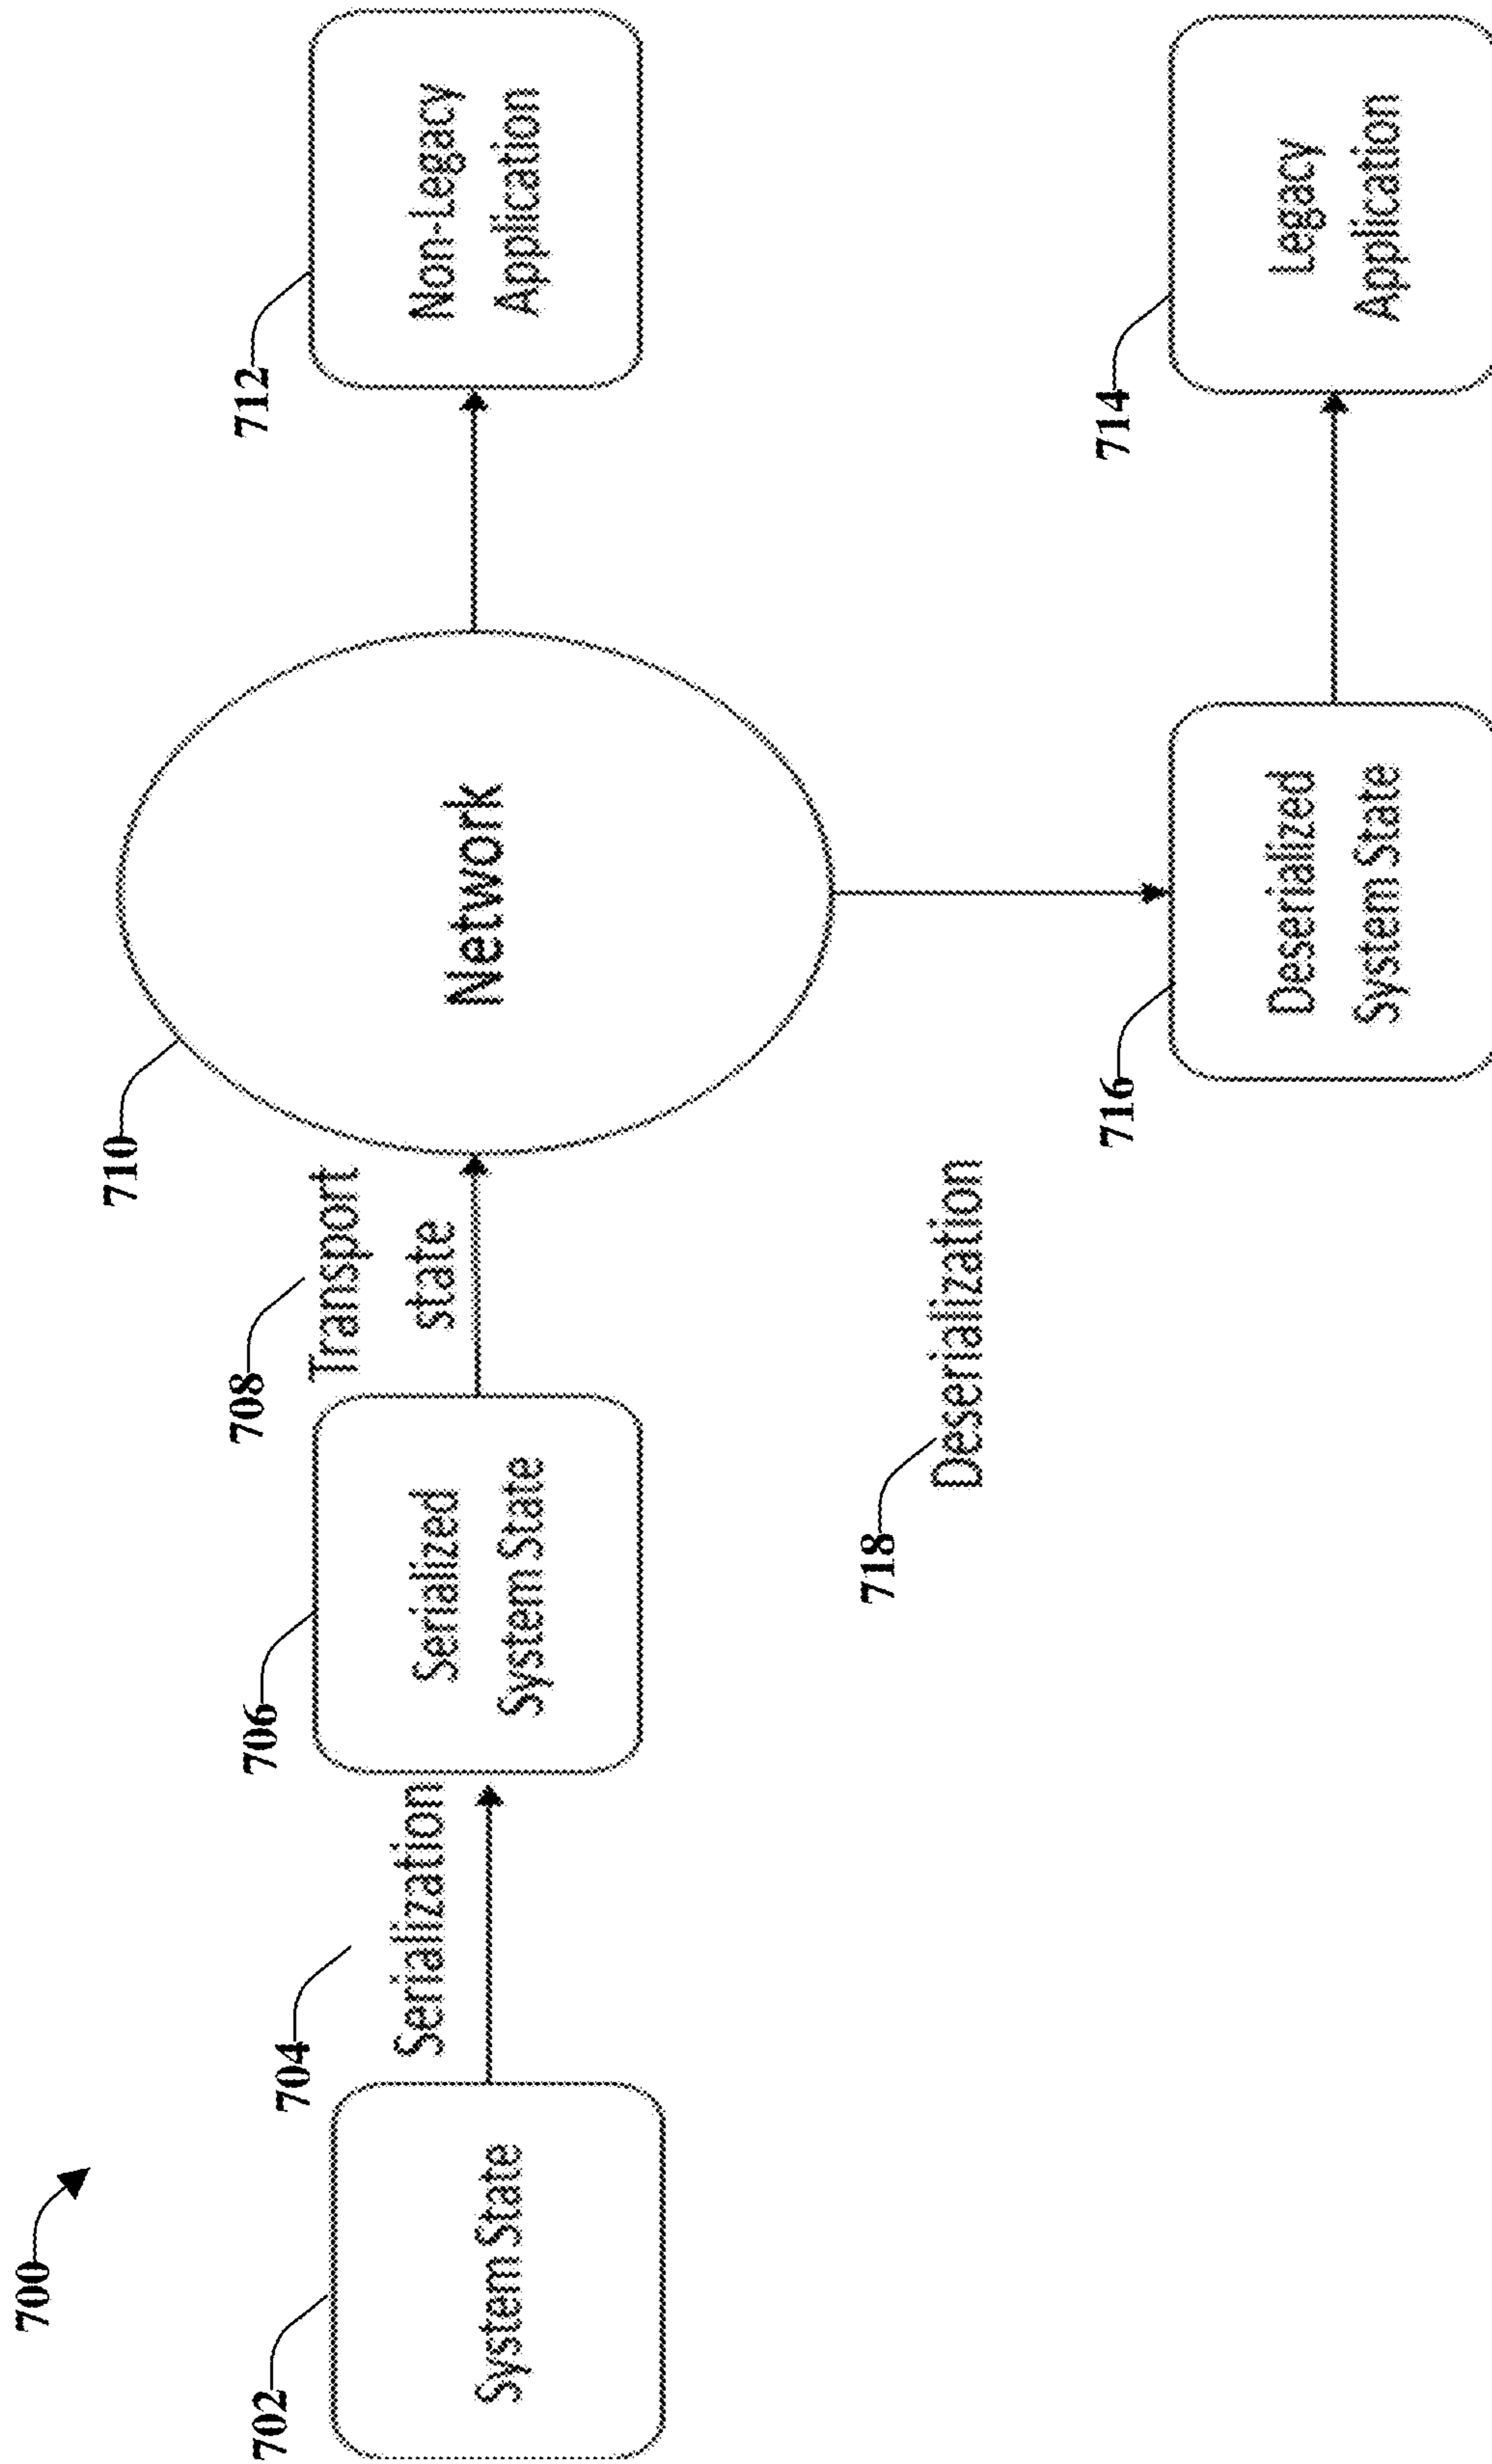 700
702
System State
704
Serialization
706
Serialized
System State
708
Transport
state
710
Network
712
Non-Legacy
Application
718
Deserialization
716
Deserialized
System State
714
Legacy
Application